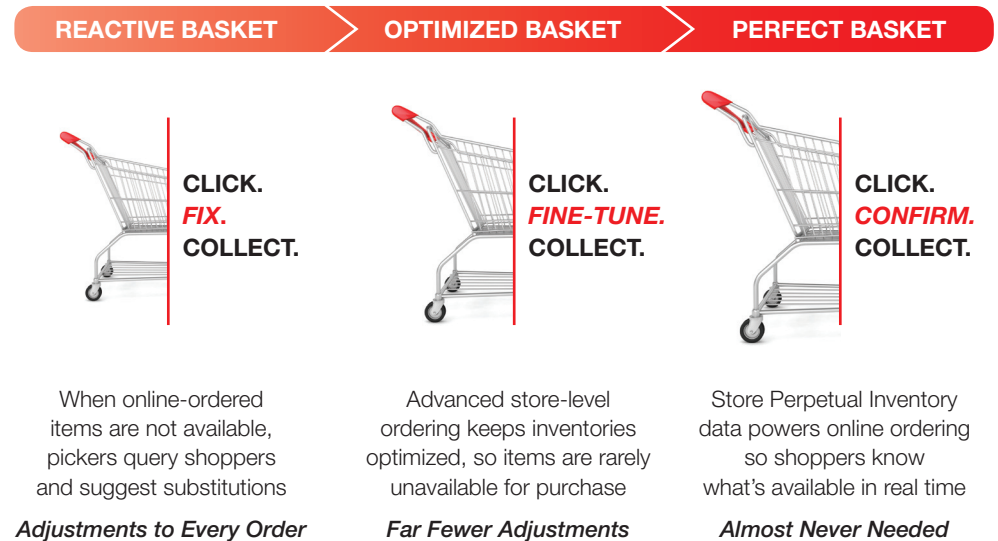 REACTIVE BASKET
OPTIMIZED BASKET
PERFECT BASKET
CLICK.
FIX.
COLLECT.
CLICK.
FINE-TUNE.
COLLECT.
CLICK.
CONFIRM.
COLLECT.
When online-ordered
items are not available,
pickers query shoppers
and suggest substitutions
Adjustments to Every Order
Advanced store-level
ordering keeps inventories
optimized, so items are rarely
unavailable for purchase
Far Fewer Adjustments
Store Perpetual Inventory
data powers online ordering
so shoppers know
what's available in real time
Almost Never Needed